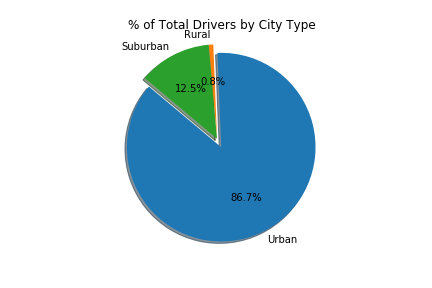 % of Total Drivers by City Type
Rural
Suburban
0.8%
12.5%
86.7%
Urban